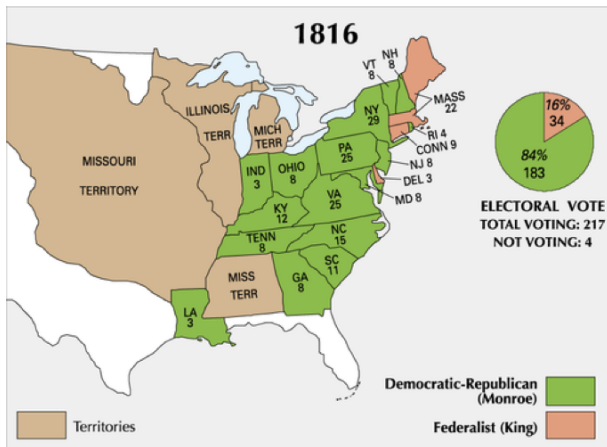 1816
NH
8
VT
8
MASS
22
NY
29
RI 4
CONN 9
NJ 8
DEL 3
MD 8
PA
25
ILLINOIS
TERR
MICH
TERR
MISSOURI
TERRITORY
IND
3
OHIO
8
VA
25
KY
12
NC
15
TENN
8
SC
11
MISS
TERR
GA
8
LA
3
16%
34
84%
183
ELECTORAL VOTE
TOTAL VOTING: 217
NOT VOTING: 4
Democratic-Republican
(Monroe)
Federalist (King)
Territories